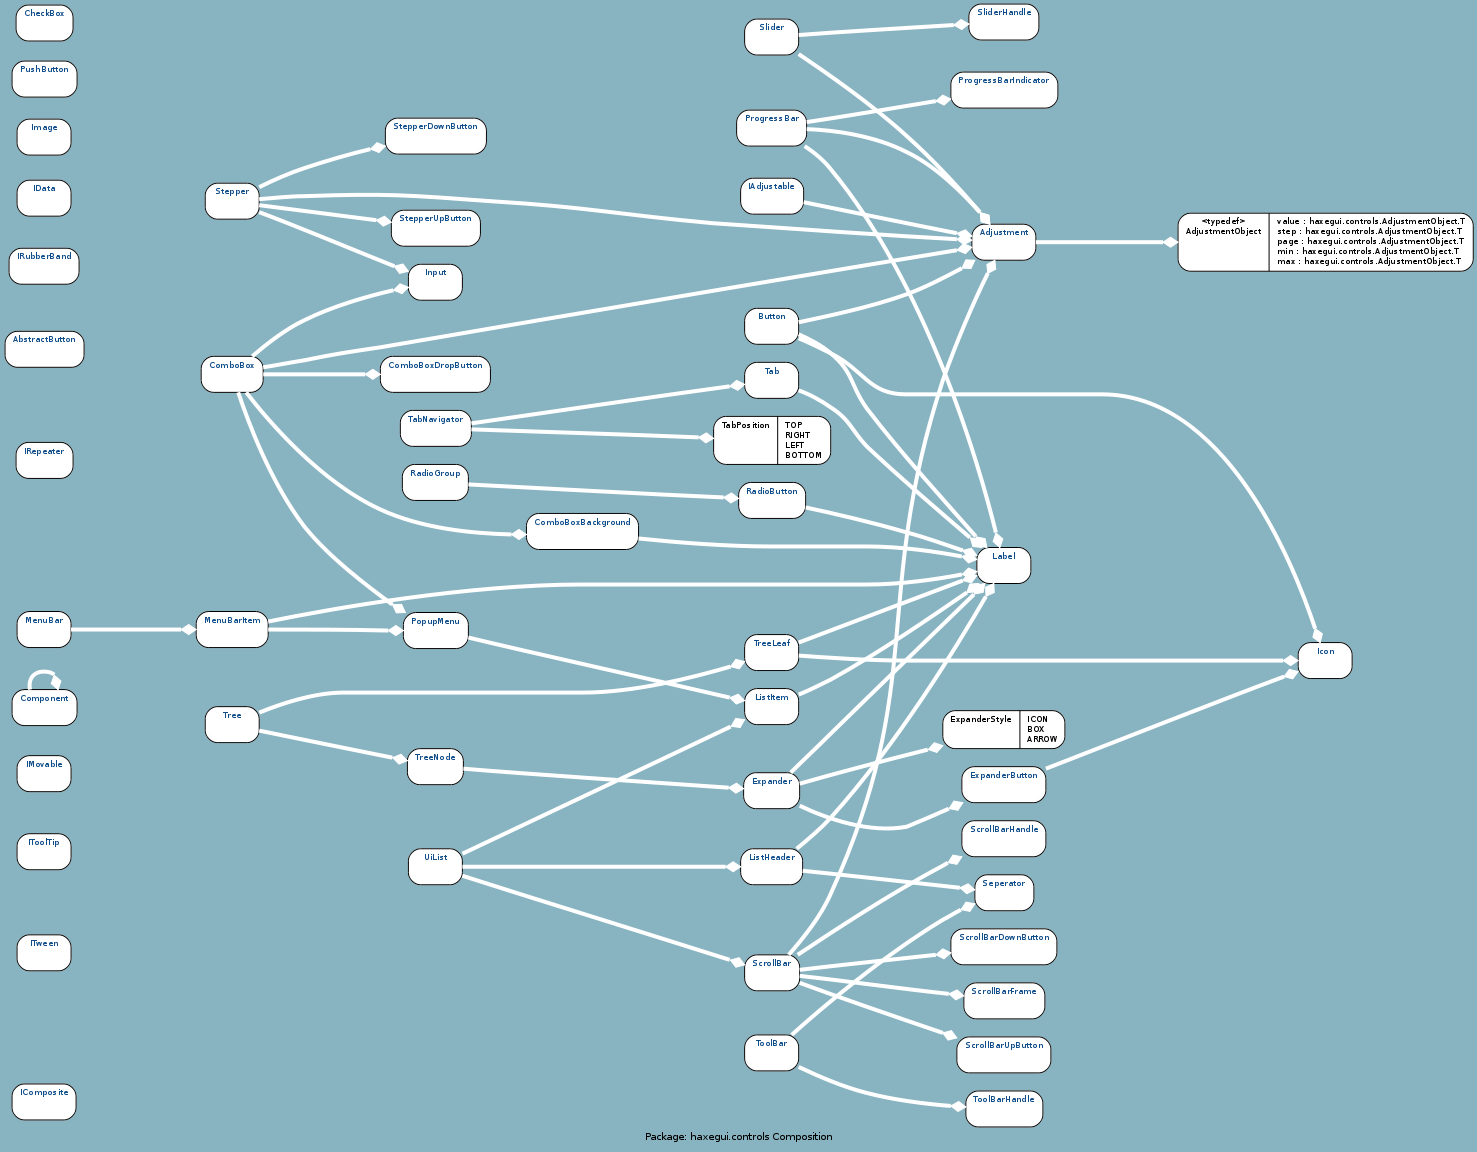 CheckBox
PushButton
Image
IData
IRubberBand
AbstractButton
IRepeater
MenuBar
Component
IMovable
IToolTip
ITween
IComposite
Stepper
ComboBox
MenuBarItem
Tree
StepperDownButton
StepperUpButton
Input
ComboBoxDropButton
TabNavigator
RadioGroup
ComboBoxBackground
PopupMenu
TreeNode
UiList
Slider
ProgressBar
IAdjustable
Button
Tab
TabPosition
TOP
RIGHT
LEFT
BOTTOM
RadioButton
TreeLeaf
ListItem
Expander
ListHeader
ScrollBar
ToolBar
SliderHandle
ProgressBarIndicator
Adjustment
Label
ExpanderStyle
ICON
BOX
ARROW
ExpanderButton
ScrollBarHandle
Seperator
ScrollBarDownButton
ScrollBarFrame
ScrollBarUpButton
ToolBarHandle
<typedef>
AdjustmentObject
value : haxegui.controls.AdjustmentObject.T
step : haxegui.controls.AdjustmentObject.T
page : haxegui.controls.AdjustmentObject.T
min : haxegui.controls.AdjustmentObject.T
max : haxegui.controls.AdjustmentObject.T
Icon
Package: haxegui.controls Composition